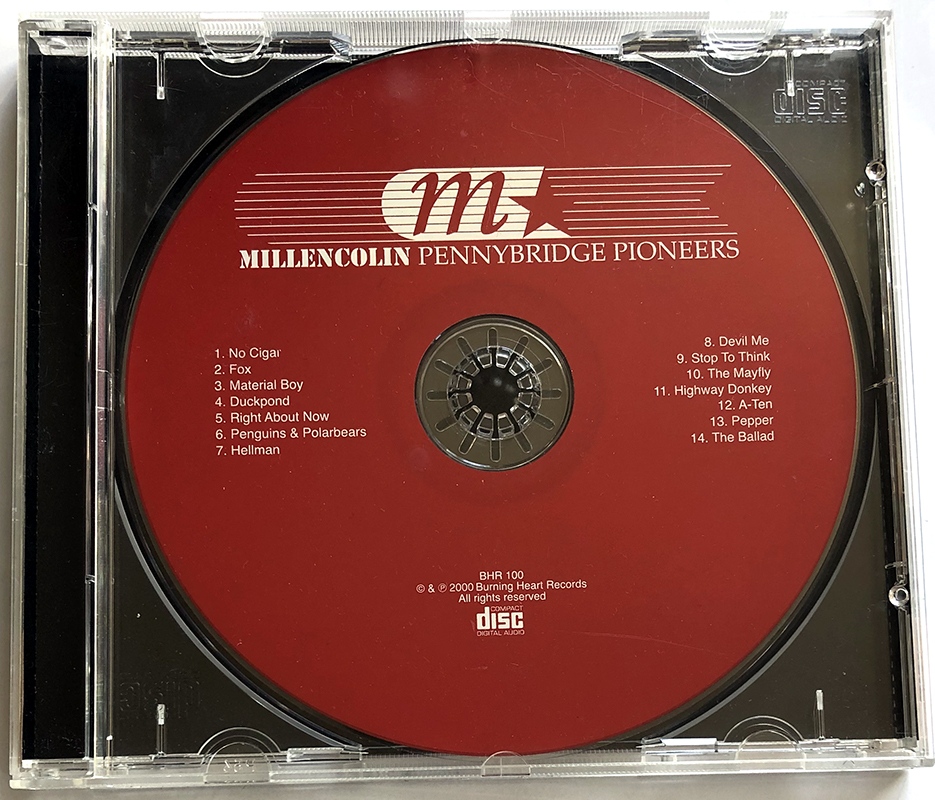 COMPACT
disc
DIGITAL AUDIO
m
MILLENCOLIN PENNYBRIDGE PIONEERS
1. No Cigar
2. Fox
3. Material Boy
4. Duckpond
5. Right About Now
6. Penguins & Polarbears
7. Hellman
8. Devil Me
9. Stop To Think
10. The Mayfly
11. Highway Donkey
12. A-Ten
13. Pepper
14. The Ballad
BHR 100
© & ℗ 2000 Burning Heart Records
All rights reserved
COMPACT
disc
DIGITAL AUDIO